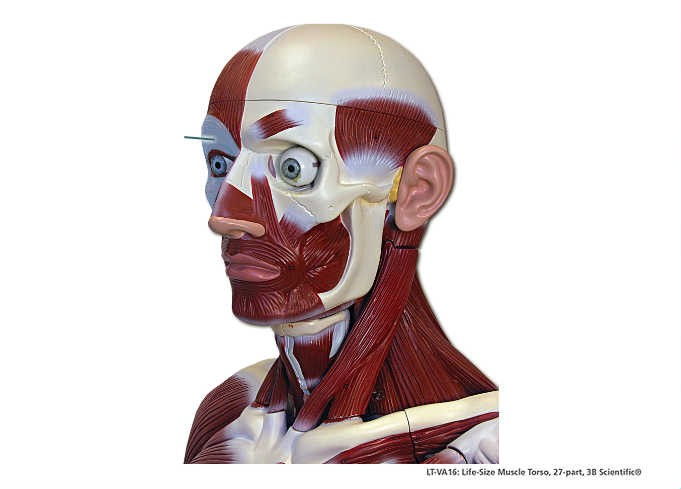 LT-VA16: Life-Size Muscle Torso, 27-part, 3B Scientific®